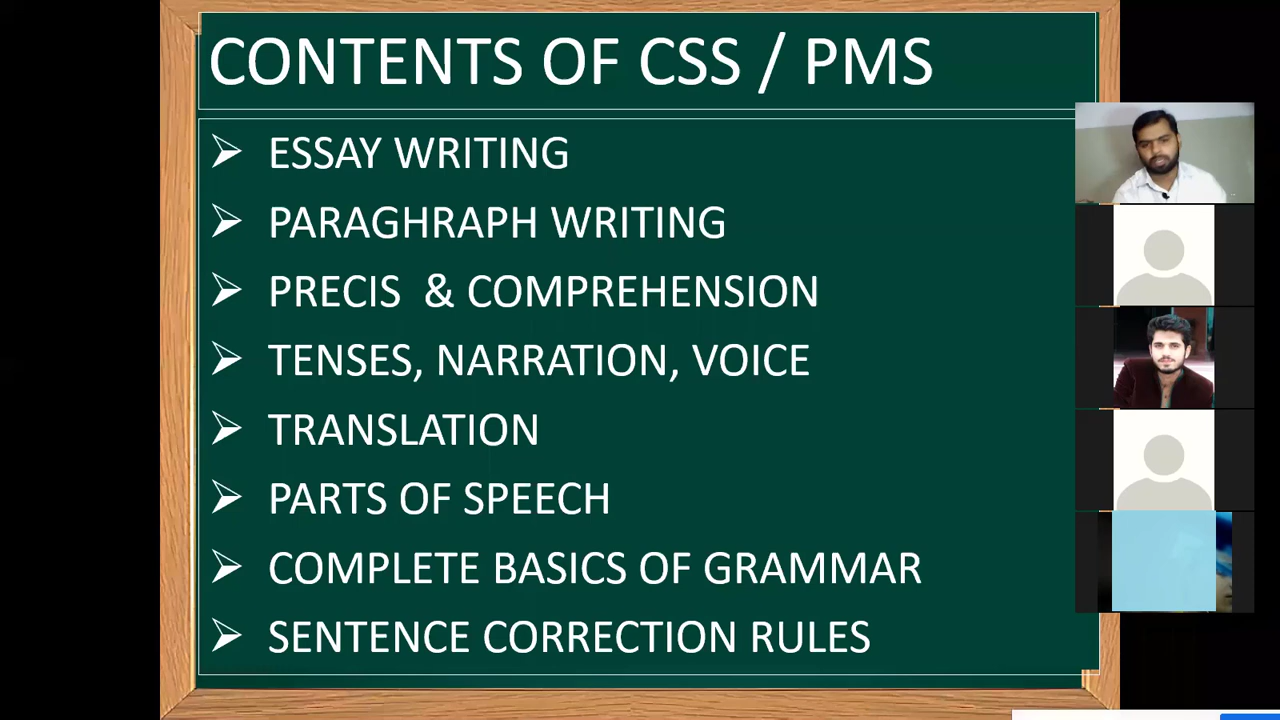 CONTENTS OF CSS / PMS
➢ ESSAY WRITING
➢ PARAGHRAPH WRITING
➢ PRECIS & COMPREHENSION
➢ TENSES, NARRATION, VOICE
➢ TRANSLATION
➢ PARTS OF SPEECH
➢ COMPLETE BASICS OF GRAMMAR
➢ SENTENCE CORRECTION RULES